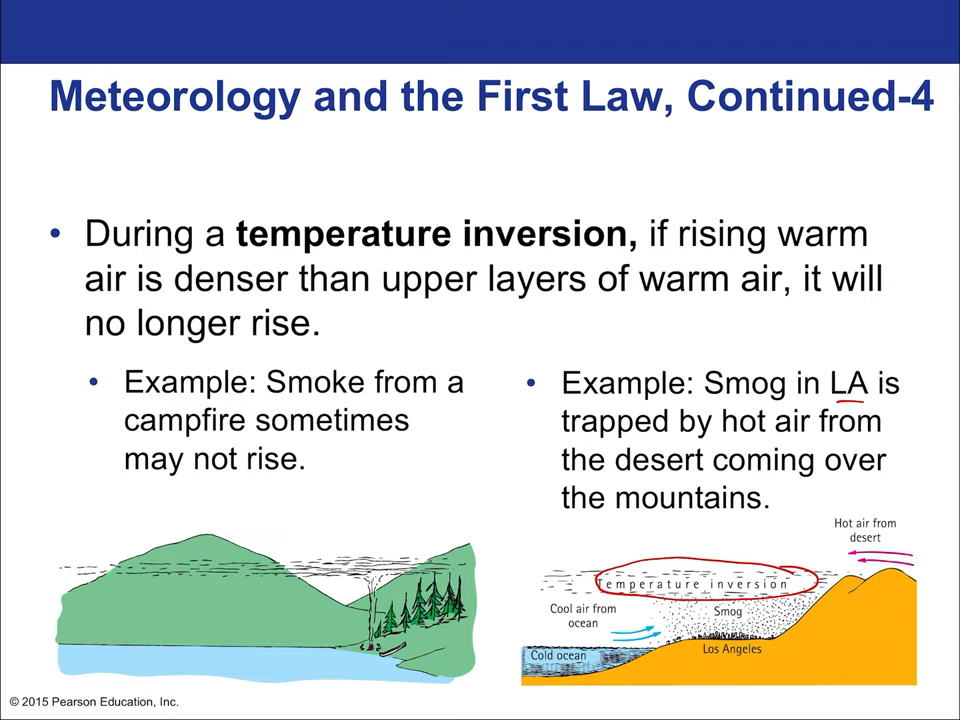 Meteorology and the First Law, Continued-4
• During a temperature inversion, if rising warm
air is denser than upper layers of warm air, it will
no longer rise.
• Example: Smoke from a
campfire sometimes
may not rise.
• Example: Smog in LA is
trapped by hot air from
the desert coming over
the mountains.
Hot air from
desert
Temperature inversion
Cool air from
ocean
Smog
Cold ocean
Los Angeles
© 2015 Pearson Education, Inc.